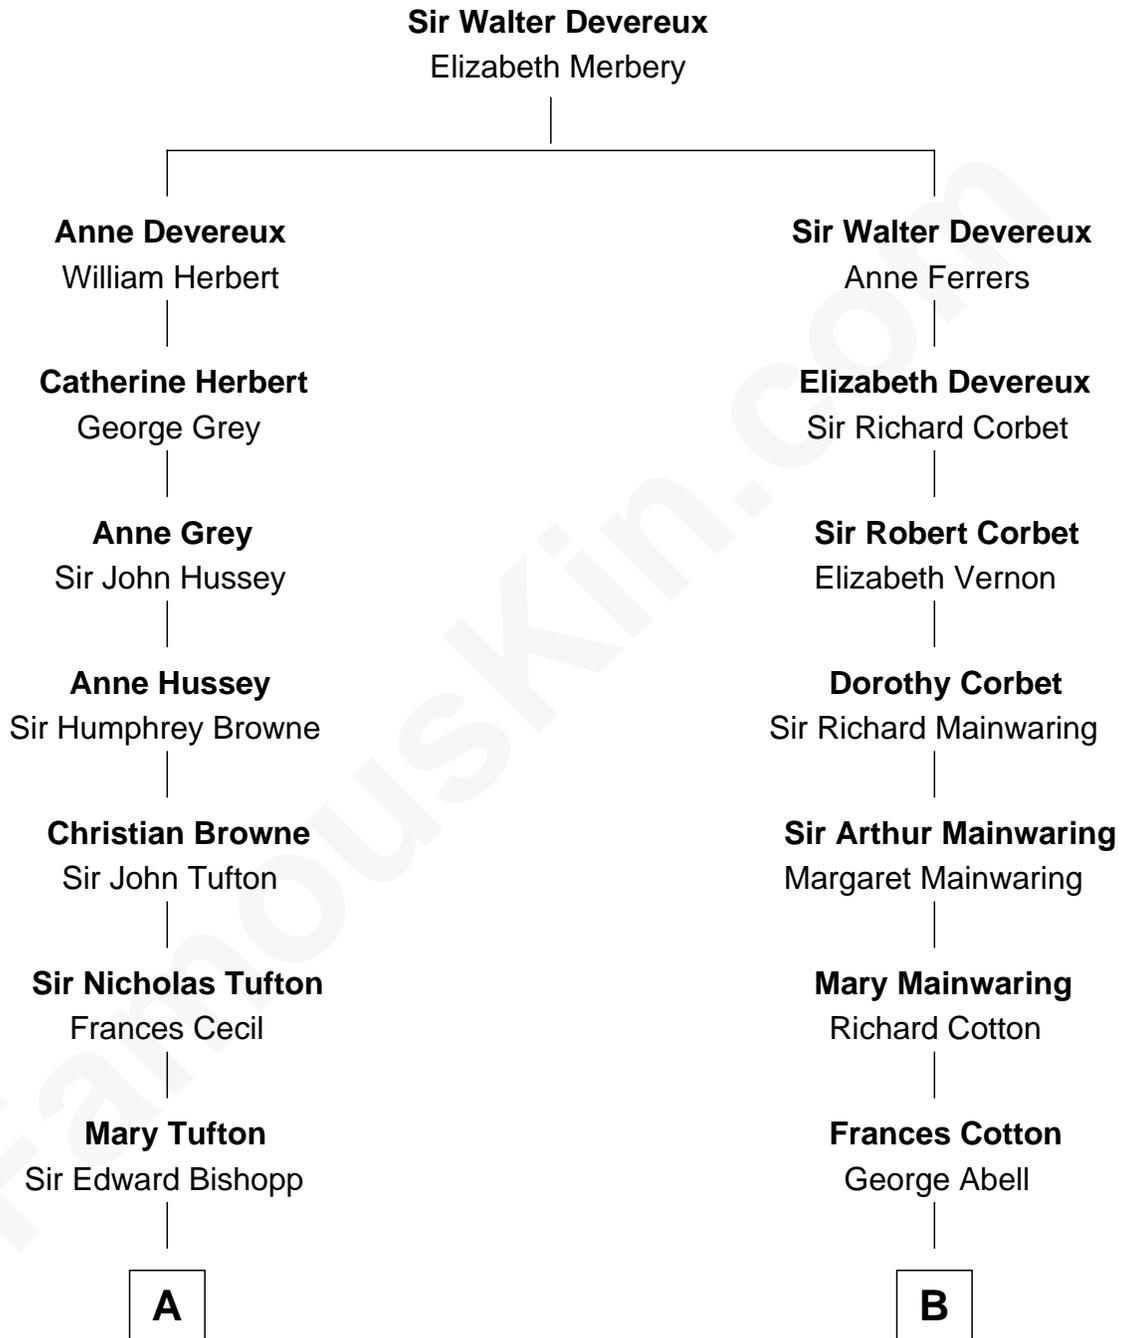 Sir Walter Devereux
Elizabeth Merbery
Anne Devereux
William Herbert
Catherine Herbert
George Grey
Anne Grey
Sir John Hussey
Anne Hussey
Sir Humphrey Browne
Christian Browne
Sir John Tufton
Sir Nicholas Tufton
Frances Cecil
Mary Tufton
Sir Edward Bishopp
A
Sir Walter Devereux
Anne Ferrers
Elizabeth Devereux
Sir Richard Corbet
Sir Robert Corbet
Elizabeth Vernon
Dorothy Corbet
Sir Richard Mainwaring
Sir Arthur Mainwaring
Margaret Mainwaring
Mary Mainwaring
Richard Cotton
Frances Cotton
George Abell
B
FamousKin.com